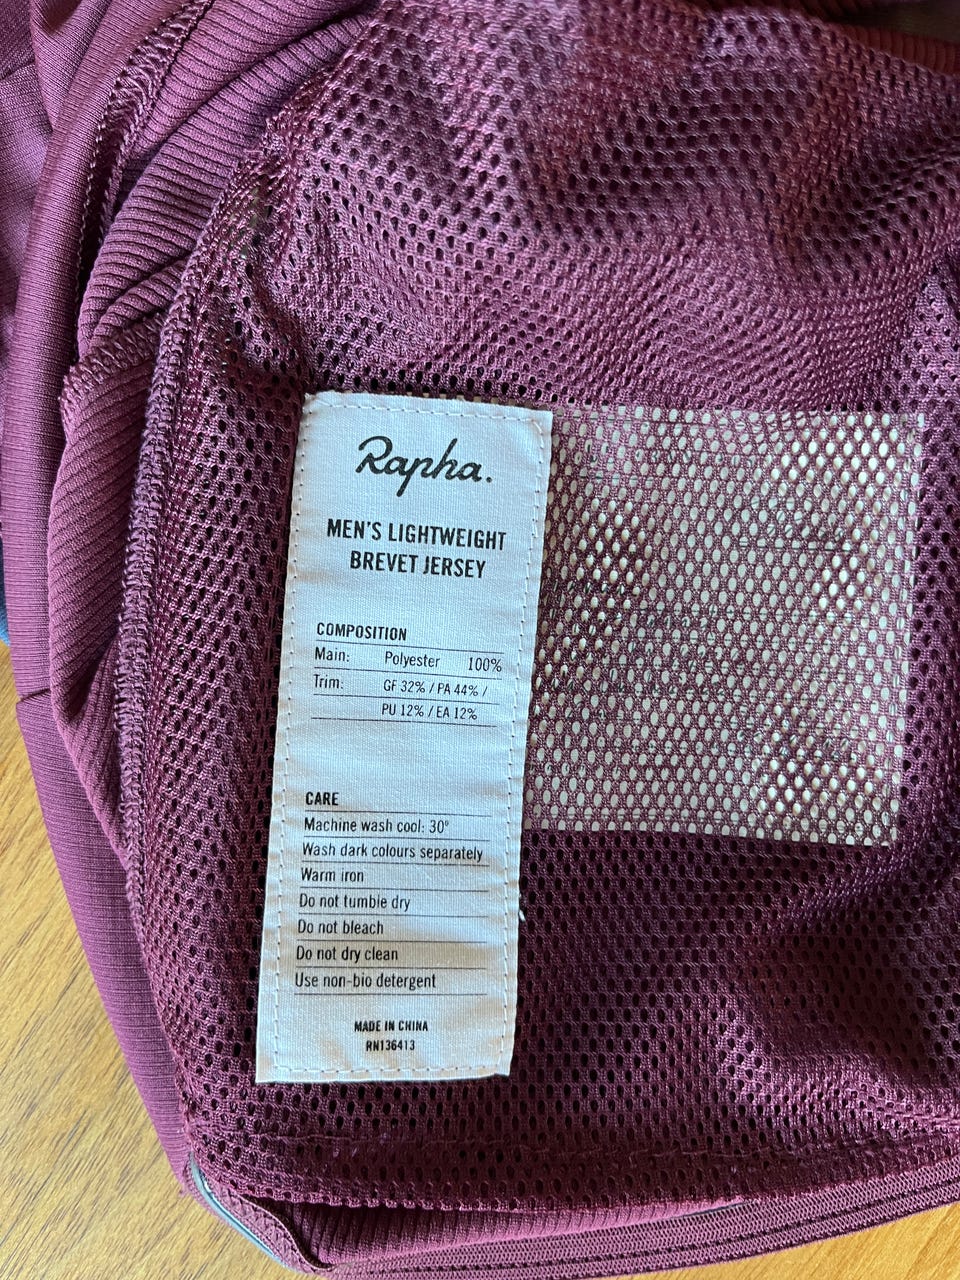 Rapha.
MEN'S LIGHTWEIGHT
BREVET JERSEY
COMPOSITION
Main: Polyester 100%
Trim: GF 32% / PA 44% /
PU 12% / EA 12%
CARE
Machine wash cool: 30°
Wash dark colours separately
Warm iron
Do not tumbie dry
Do not bleach
Do not dry clean
Use non-bio detergent
MADE IN CHINA
RN136413